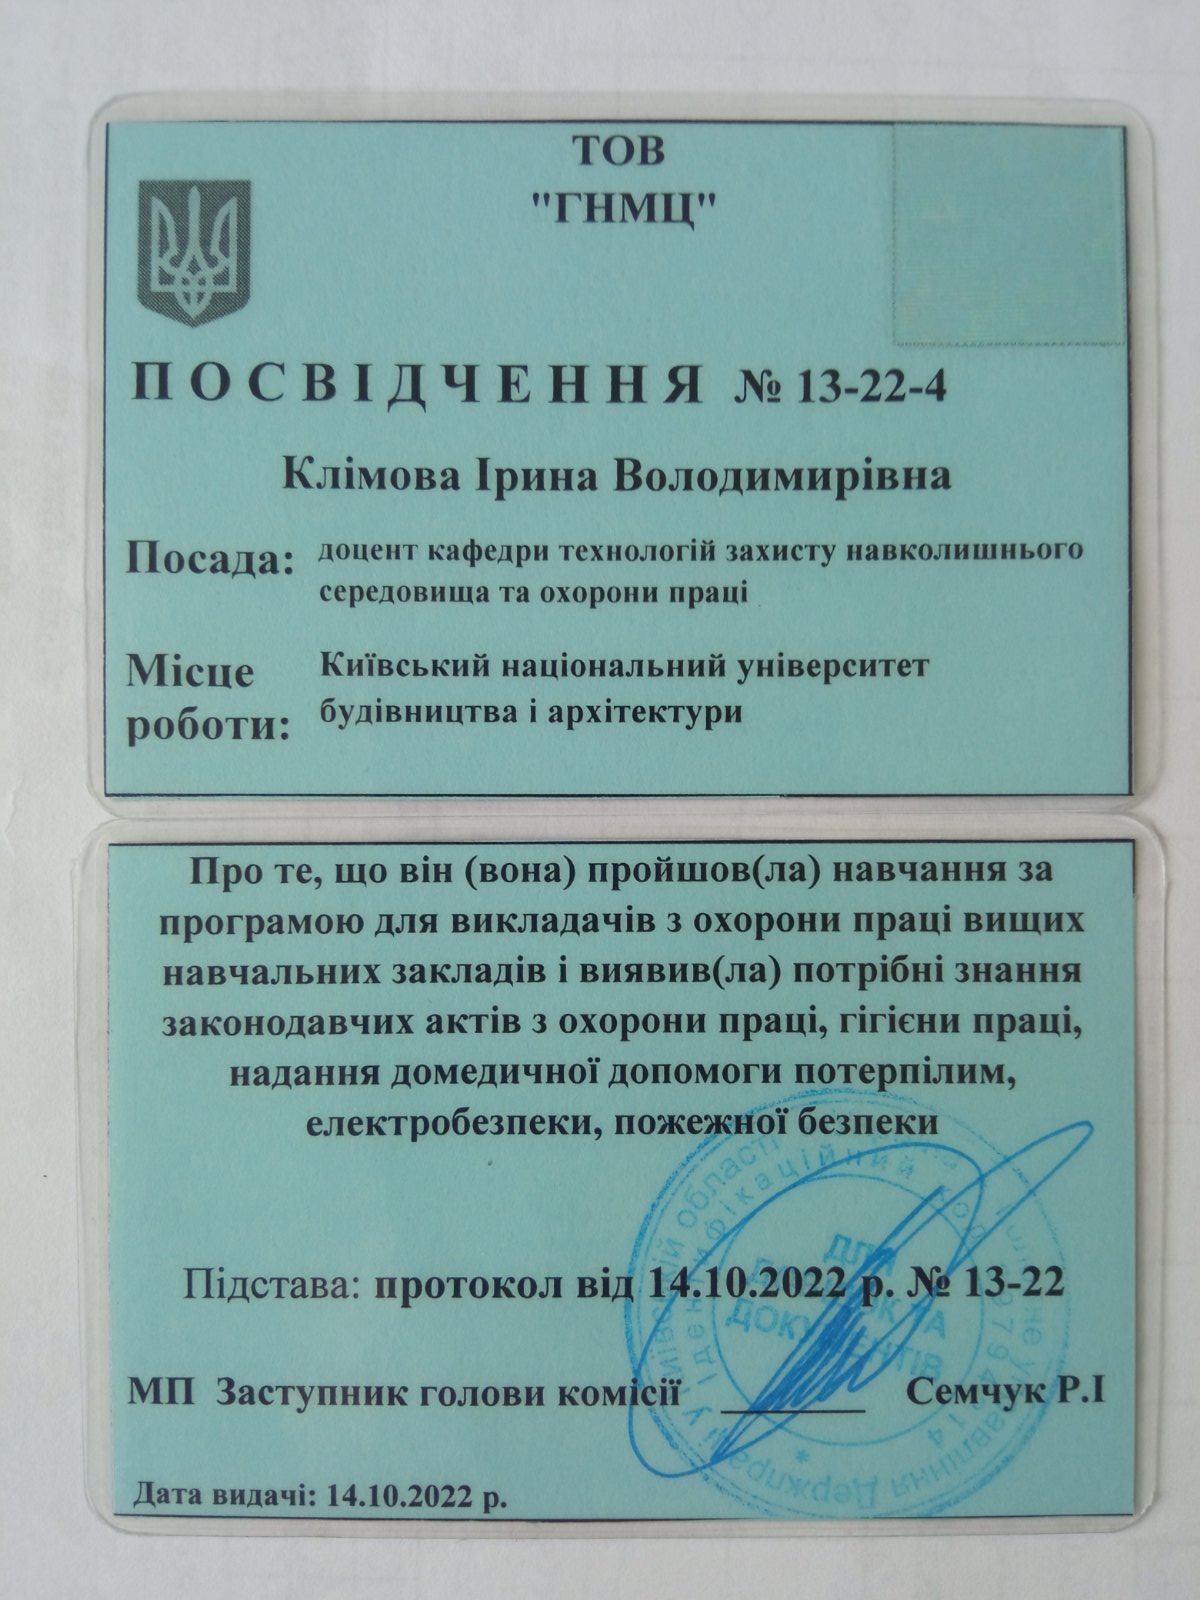 ТОВ
"ГНМЦ"
ПОСВІДЧЕННЯ № 13-22-4
Клімова Ірина Володимирівна
Посада: доцент кафедри технологій захисту навколишнього
середовища та охорони праці
Місце роботи: Київський національний університет
будівництва і архітектури
Про те, що він (вона) пройшов(ла) навчання за
програмою для викладачів з охорони праці вищих
навчальних закладів і виявив(ла) потрібні знання
законодавчих актів з охорони праці, гігієни праці,
надання домедичної допомоги потерпілим,
електробезпеки, пожежної безпеки
Підстава: протокол від 14.10.2022 р. № 13-22
МП Заступник голови комісії Семчук Р.І
Дата видачі: 14.10.2022 р.
ДЛЯ
ДОКУМЕНТІВ